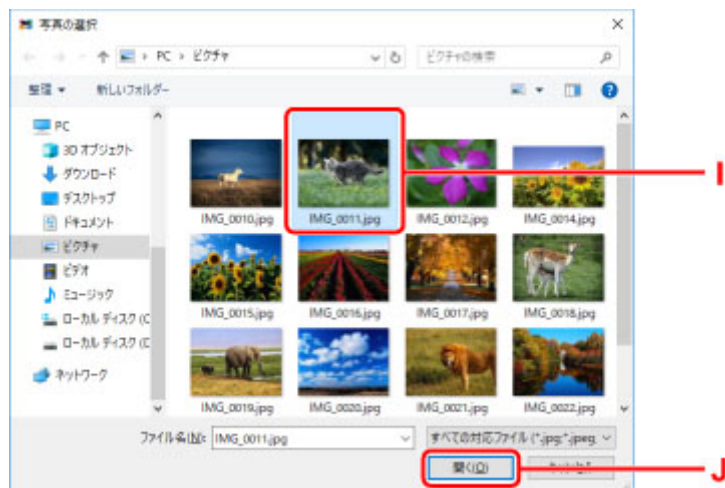 写真の選択
PC › ピクチャ
ピクチャの検索
整理 新しいフォルダー
PC
3D オブジェクト
ダウンロード
デスクトップ
ドキュメント
ピクチャ
ビデオ
ミュージック
ローカル ディスク (C
ローカル ディスク (C
ネットワーク
IMG_0010.jpg IMG_0011.jpg IMG_0012.jpg IMG_0014.jpg
I
IMG_0015.jpg IMG_0016.jpg IMG_0017.jpg IMG_0018.jpg
IMG_0019.jpg IMG_0020.jpg IMG_0021.jpg IMG_0022.jpg
ファイル名(N): IMG_0011.jpg すべての対応ファイル (*.jpg;*.jpeg;
開く(O)
J